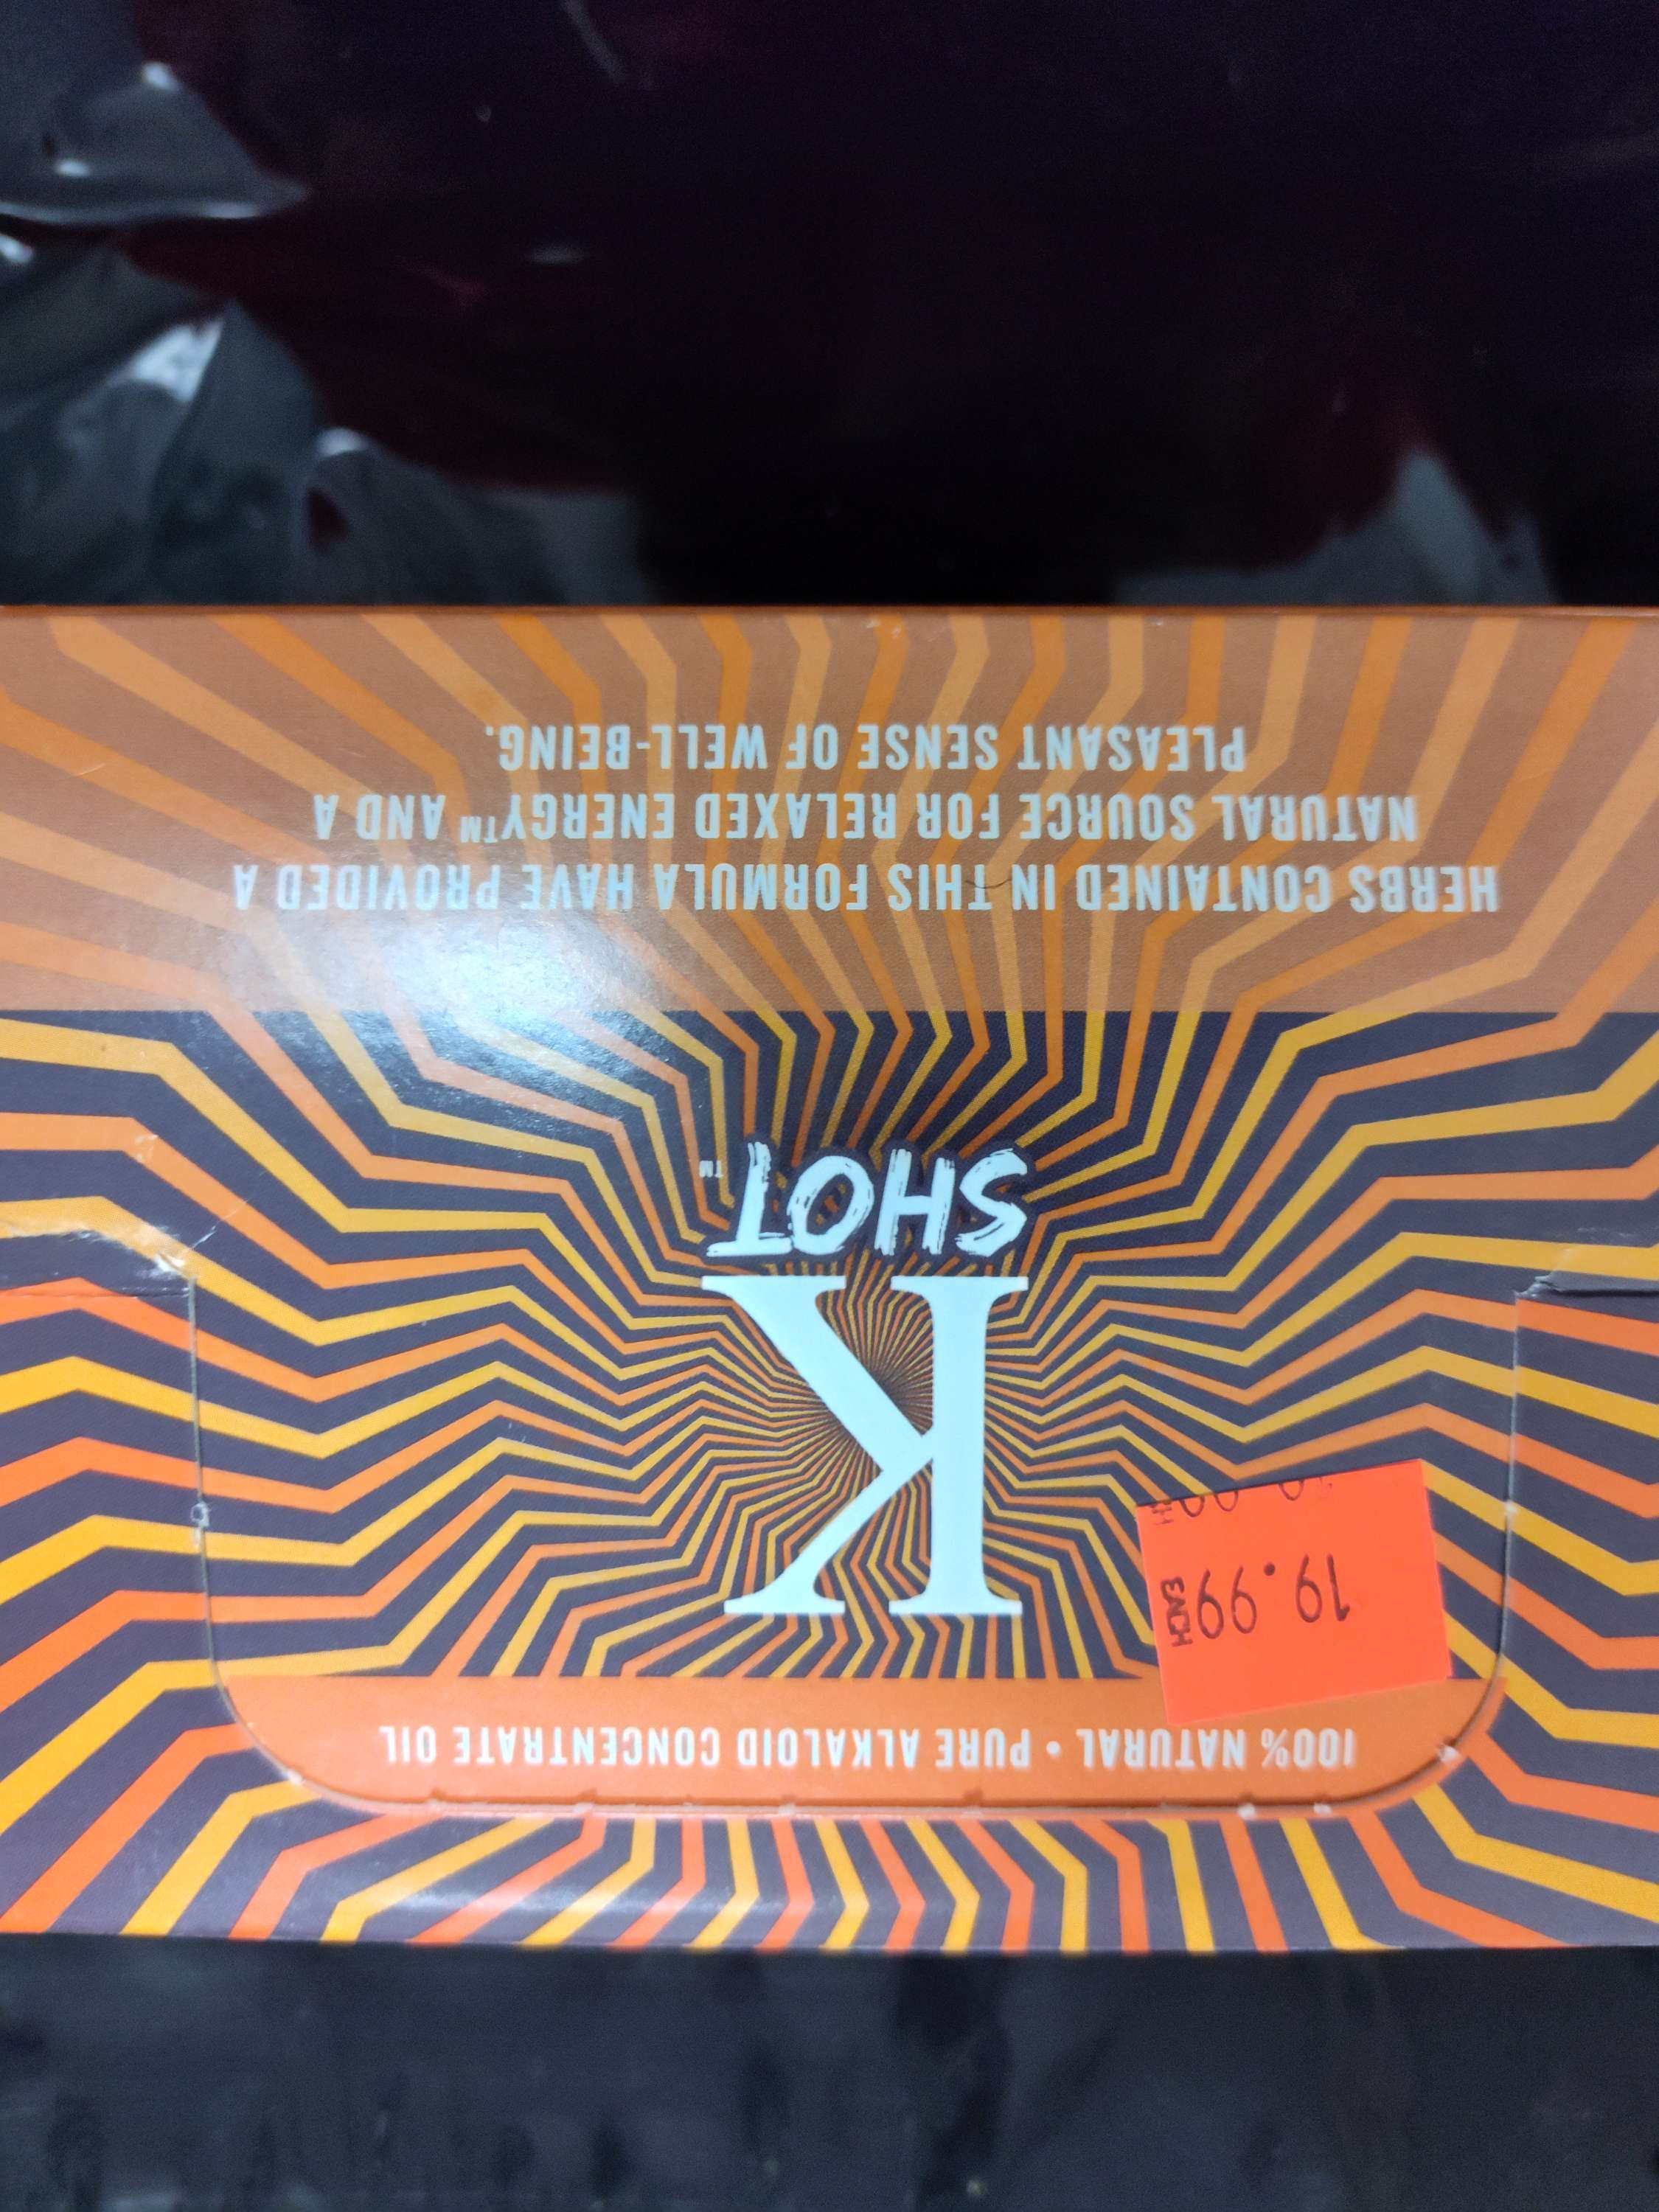 100% NATURAL • PURE ALKALOID CONCENTRATE OIL
19.99 EACH
K
SHOT™
HERBS CONTAINED IN THIS FORMULA HAVE PROVIDED A
NATURAL SOURCE FOR RELAXED ENERGY™ AND A
PLEASANT SENSE OF WELL-BEING.